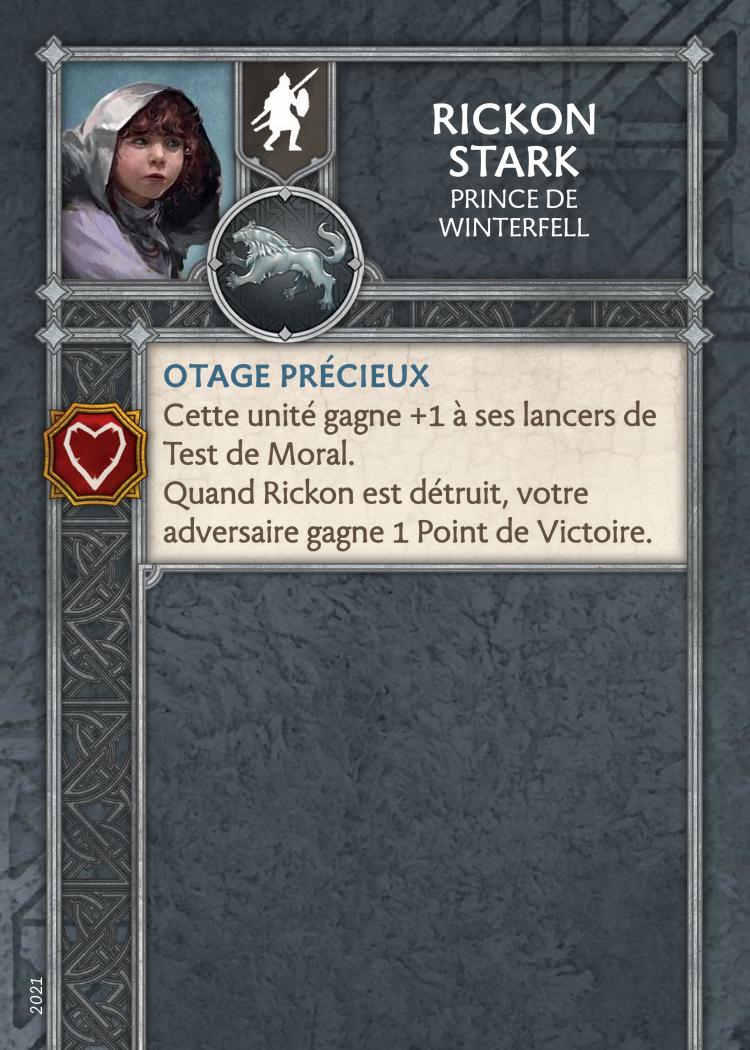 RICKON
STARK
PRINCE DE
WINTERFELL
OTAGE PRÉCIEUX
Cette unité gagne +1 à ses lancers de
Test de Moral.
Quand Rickon est détruit, votre
adversaire gagne 1 Point de Victoire.
2021